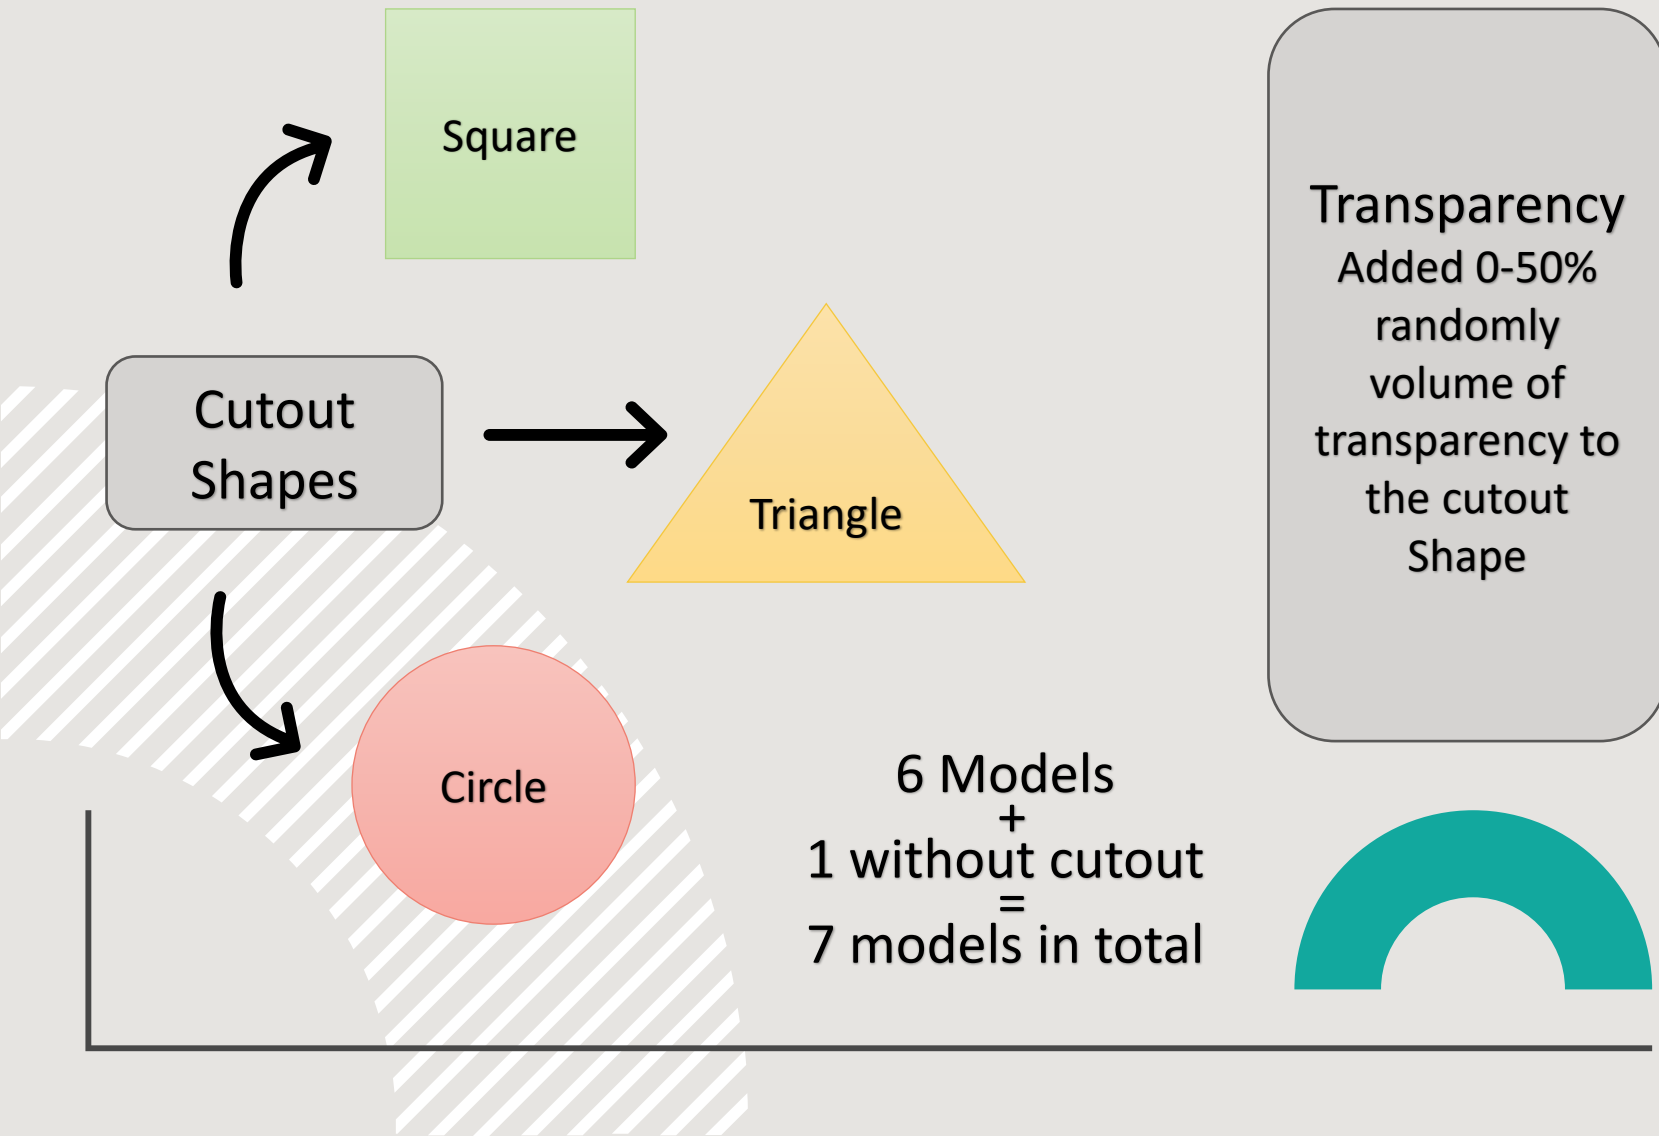 Square
Cutout
Shapes
Triangle
Circle
Transparency
Added 0-50%
randomly
volume of
transparency to
the cutout
Shape
6 Models
+
1 without cutout
=
7 models in total